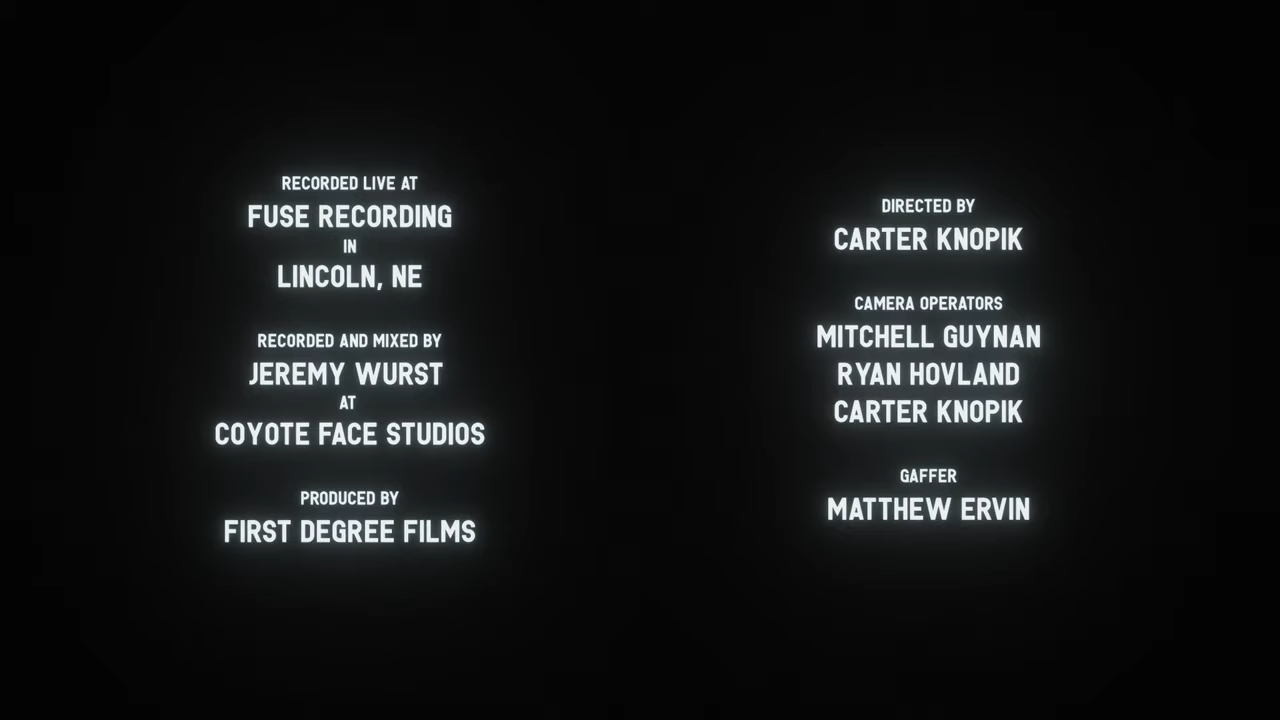 RECORDED LIVE AT
FUSE RECORDING
IN
LINCOLN, NE
RECORDED AND MIXED BY
JEREMY WURST
AT
COYOTE FACE STUDIOS
PRODUCED BY
FIRST DEGREE FILMS
DIRECTED BY
CARTER KNOPIK
CAMERA OPERATORS
MITCHELL GUYNAN
RYAN HOVLAND
CARTER KNOPIK
GAFFER
MATTHEW ERVIN